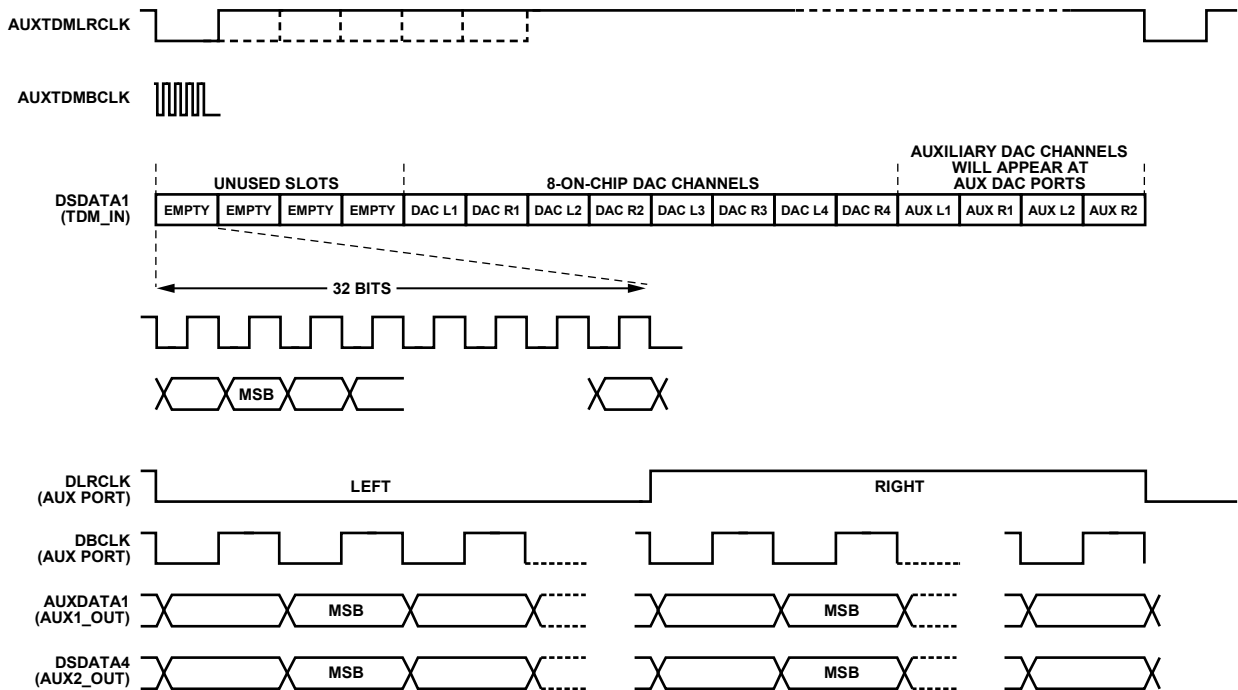 AUXTDMLRCLK
AUXTDMBCLK
AUXILIARY DAC CHANNELS
WILL APPEAR AT
AUX DAC PORTS
UNUSED SLOTS
8-ON-CHIP DAC CHANNELS
DSDATA1
(TDM_IN)
EMPTY EMPTY EMPTY EMPTY DAC L1 DAC R1 DAC L2 DAC R2 DAC L3 DAC R3 DAC L4 DAC R4 AUX L1 AUX R1 AUX L2 AUX R2
32 BITS
MSB
DLRCLK
(AUX PORT)
LEFT
RIGHT
DBCLK
(AUX PORT)
AUXDATA1
(AUX1_OUT)
MSB
MSB
DSDATA4
(AUX2_OUT)
MSB
MSB